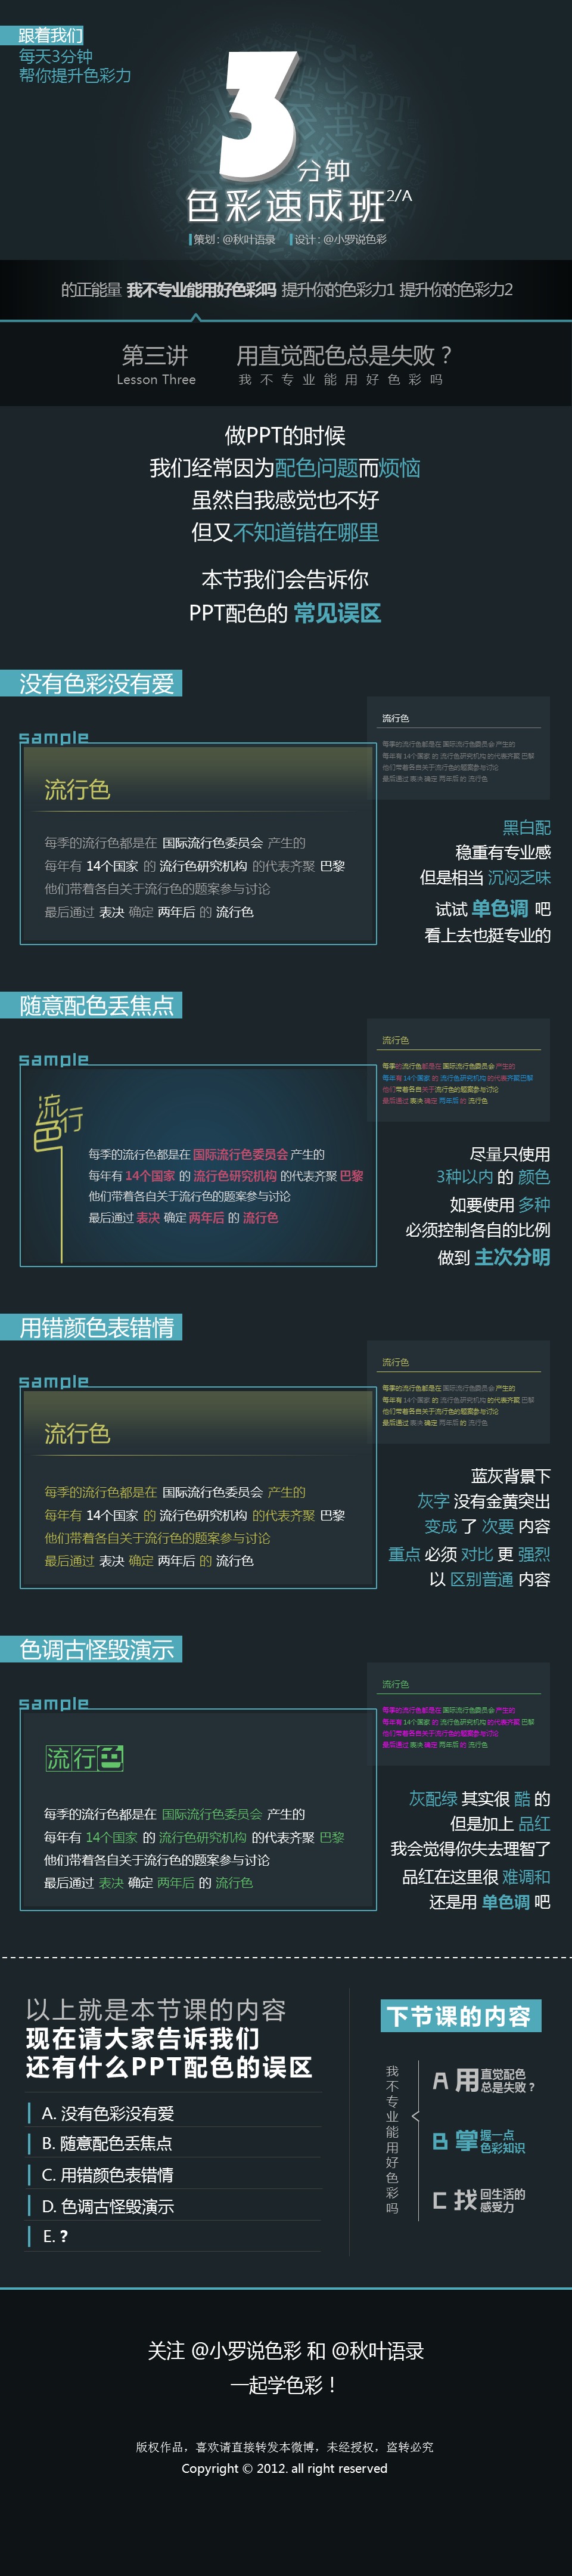 跟着我们
每天3分钟
帮你提升色彩力
3
分钟
色彩速成班2/A
策划：@秋叶语录 设计：@小罗说色彩
的正能量 我不专业能用好色彩吗 提升你的色彩力1 提升你的色彩力2
第三讲 用直觉配色总是失败？
Lesson Three 我不专业能用好色彩吗
做PPT的时候
我们经常因为配色问题而烦恼
虽然自我感觉也不好
但又不知道错在哪里
本节我们会告诉你
PPT配色的 常见误区
没有色彩没有爱
sample
流行色
每季的流行色都是在 国际流行色委员会 产生的
每年有 14个国家 的 流行色研究机构 的代表齐聚 巴黎
他们带着各自关于流行色的题案参与讨论
最后通过 表决 确定 两年后 的 流行色
流行色
每季的流行色都是在 国际流行色委员会 产生的
每年有 14个国家 的 流行色研究机构 的代表齐聚 巴黎
他们带着各自关于流行色的题案参与讨论
最后通过 表决 确定 两年后 的 流行色
黑白配
稳重有专业感
但是相当 沉闷乏味
试试 单色调 吧
看上去也挺专业的
随意配色丢焦点
sample
流行色
每季的流行色都是在 国际流行色委员会 产生的
每年有 14个国家 的 流行色研究机构 的代表齐聚 巴黎
他们带着各自关于流行色的题案参与讨论
最后通过 表决 确定 两年后 的 流行色
流行色
每季的流行色都是在 国际流行色委员会 产生的
每年有 14个国家 的 流行色研究机构 的代表齐聚 巴黎
他们带着各自关于流行色的题案参与讨论
最后通过 表决 确定 两年后 的 流行色
尽量只使用
3种以内 的 颜色
如要使用 多种
必须控制各自的比例
做到 主次分明
用错颜色表错情
sample
流行色
每季的流行色都是在 国际流行色委员会 产生的
每年有 14个国家 的 流行色研究机构 的代表齐聚 巴黎
他们带着各自关于流行色的题案参与讨论
最后通过 表决 确定 两年后 的 流行色
流行色
每季的流行色都是在 国际流行色委员会 产生的
每年有 14个国家 的 流行色研究机构 的代表齐聚 巴黎
他们带着各自关于流行色的题案参与讨论
最后通过 表决 确定 两年后 的 流行色
蓝灰背景下
灰字 没有金黄突出
变成 了 次要 内容
重点 必须 对比 更 强烈
以 区别普通 内容
色调古怪毁演示
sample
流行色
每季的流行色都是在 国际流行色委员会 产生的
每年有 14个国家 的 流行色研究机构 的代表齐聚 巴黎
他们带着各自关于流行色的题案参与讨论
最后通过 表决 确定 两年后 的 流行色
流行色
每季的流行色都是在 国际流行色委员会 产生的
每年有 14个国家 的 流行色研究机构 的代表齐聚 巴黎
他们带着各自关于流行色的题案参与讨论
最后通过 表决 确定 两年后 的 流行色
灰配绿 其实很 酷 的
但是加上 品红
我会觉得你失去理智了
品红在这里很 难调和
还是用 单色调 吧
以上就是本节课的内容
现在请大家告诉我们
还有什么PPT配色的误区
A. 没有色彩没有爱
B. 随意配色丢焦点
C. 用错颜色表错情
D. 色调古怪毁演示
E. ?
下节课的内容
我不专业能用好色彩吗
A 用直觉配色
总是失败？
B 掌握一点
色彩知识
C 找回生活的
感受力
关注 @小罗说色彩 和 @秋叶语录
一起学色彩！
版权作品，喜欢请直接转发本微博，未经授权，盗转必究
Copyright © 2012. all right reserved